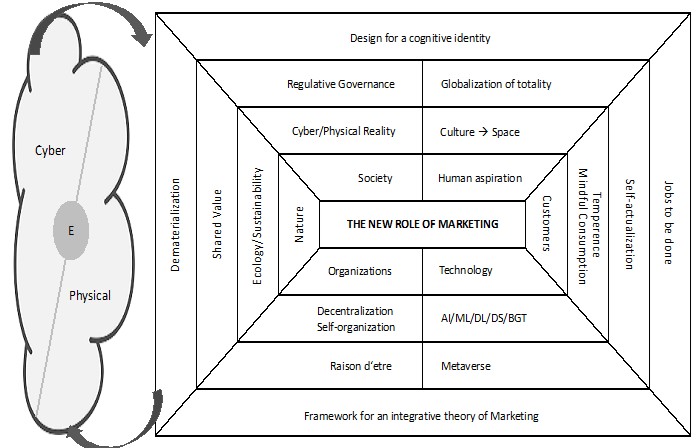 Design for a cognitive identity
Regulative Governance
Globalization of totality
Cyber/Physical Reality
Culture → Space
Society
Human aspiration
Cyber
E
Physical
Dematerialization
Shared Value
Ecology/Sustainability
Nature
THE NEW ROLE OF MARKETING
Customers
Temperence
Mindful Consumption
Self-actualization
Jobs to be done
Organizations
Technology
Decentralization
Self-organization
AI/ML/DL/DS/BGT
Raison d'etre
Metaverse
Framework for an integrative theory of Marketing